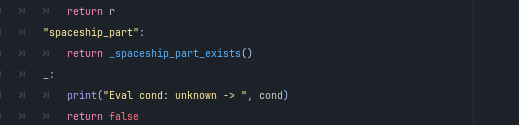 return r
"spaceship_part":
return _spaceship_part_exists()
_:
print("Eval cond: unknown -> ", cond)
return false